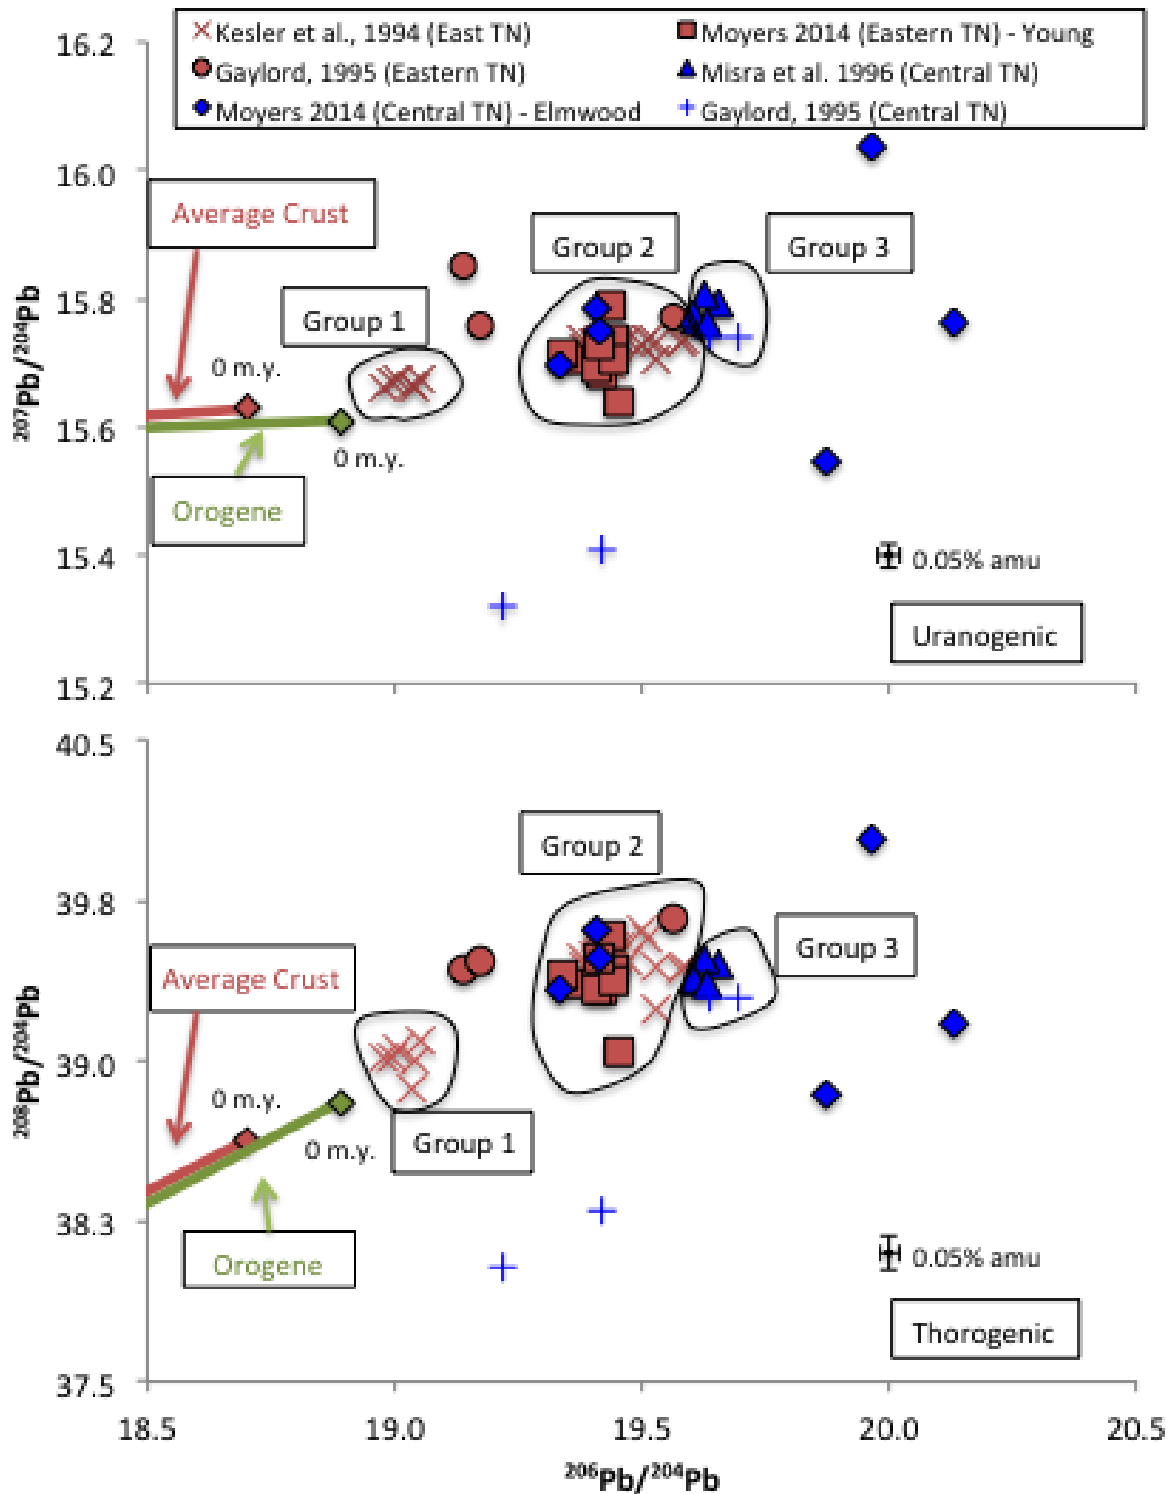 Kesler et al., 1994 (East TN)
Moyers 2014 (Eastern TN) - Young
Gaylord, 1995 (Eastern TN)
Misra et al. 1996 (Central TN)
Moyers 2014 (Central TN) - Elmwood
Gaylord, 1995 (Central TN)
16.2
16.0
15.8
15.6
15.4
15.2
²⁰⁷Pb/²⁰⁴Pb
Average Crust
Group 1
Group 2
Group 3
0 m.y.
0 m.y.
Orogene
0.05% amu
Uranogenic
40.5
39.8
39.0
38.3
37.5
²⁰⁸Pb/²⁰⁴Pb
Group 2
Group 3
Average Crust
0 m.y.
0 m.y.
Group 1
Orogene
0.05% amu
Thorogenic
18.5 19.0 19.5 20.0 20.5
²⁰⁶Pb/²⁰⁴Pb